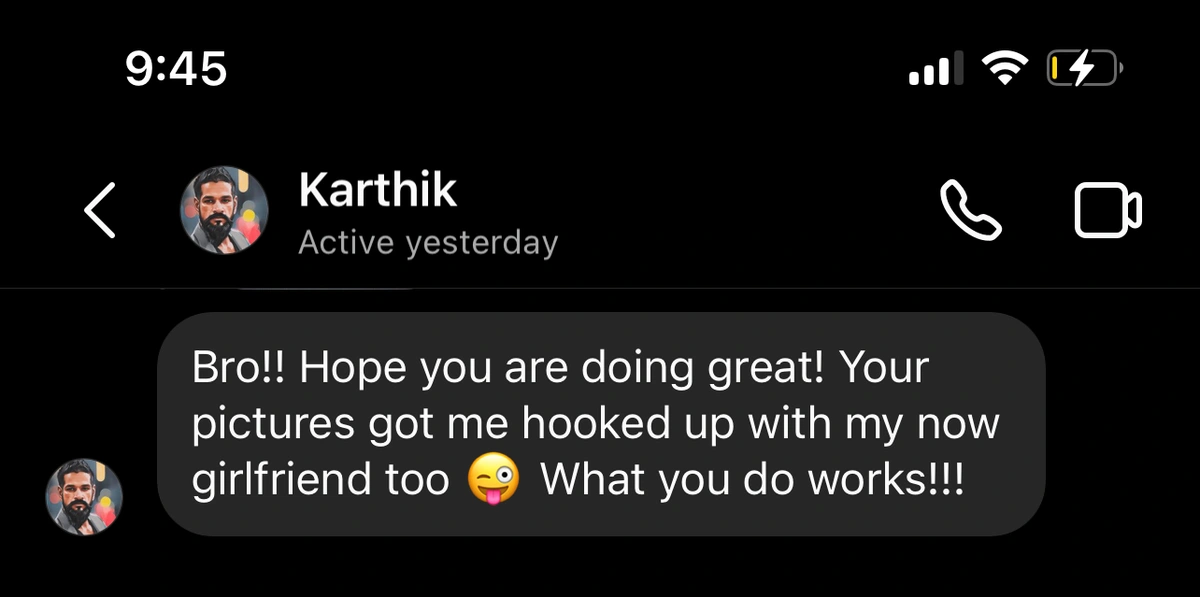 9:45
Karthik
Active yesterday
Bro!! Hope you are doing great! Your
pictures got me hooked up with my now
girlfriend too 😜 What you do works!!!